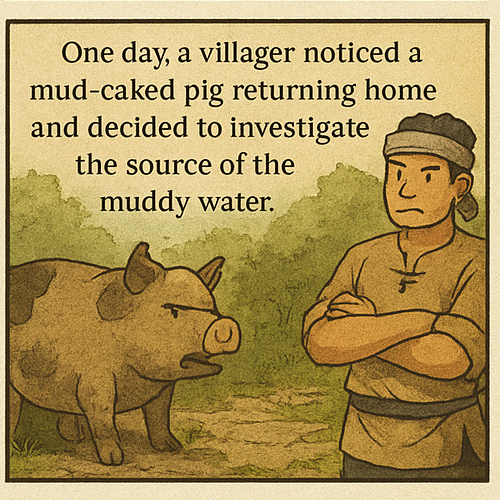 One day, a villager noticed a
mud-caked pig returning home
and decided to investigate
the source of the
muddy water.